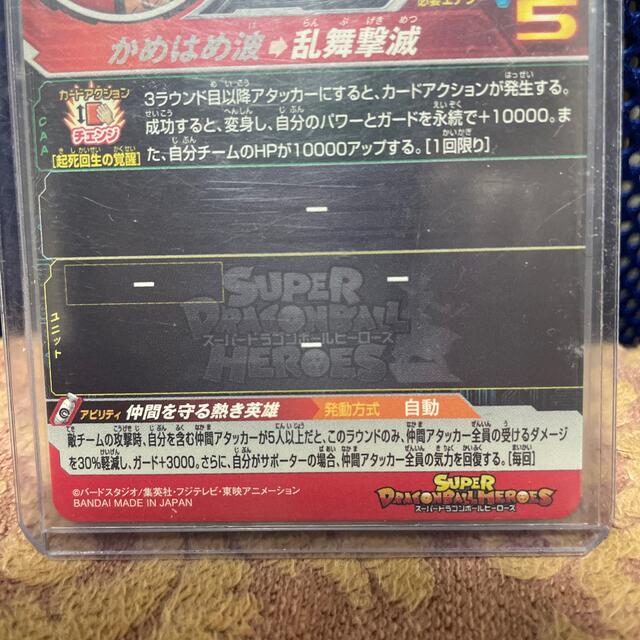 必要エナジー
5
かめはめ波➡乱舞撃滅
カードアクション
チェンジ
CAA
[起死回生の覚醒]
3ラウンド目以降アタッカーにすると、カードアクションが発生する。
成功すると、変身し、自分のパワーとガードを永続で+10000。ま
た、自分チームのHPが10000アップする。[1回限り]
ー
ー
ー
ー
ユニット
SUPER
DRAGONBALL
スーパードラゴンボールヒーローズ
HEROES
アビリティ 仲間を守る熱き英雄 発動方式 自動
敵チームの攻撃時、自分を含む仲間アタッカーが5人以上だと、このラウンドのみ、仲間アタッカー全員の受けるダメージ
を30%軽減し、ガード+3000。さらに、自分がサポーターの場合、仲間アタッカー全員の気力を回復する。[毎回]
©バードスタジオ/集英社・フジテレビ・東映アニメーション
BANDAI MADE IN JAPAN
SUPER
DRAGONBALL HEROES
スーパードラゴンボールヒーローズ